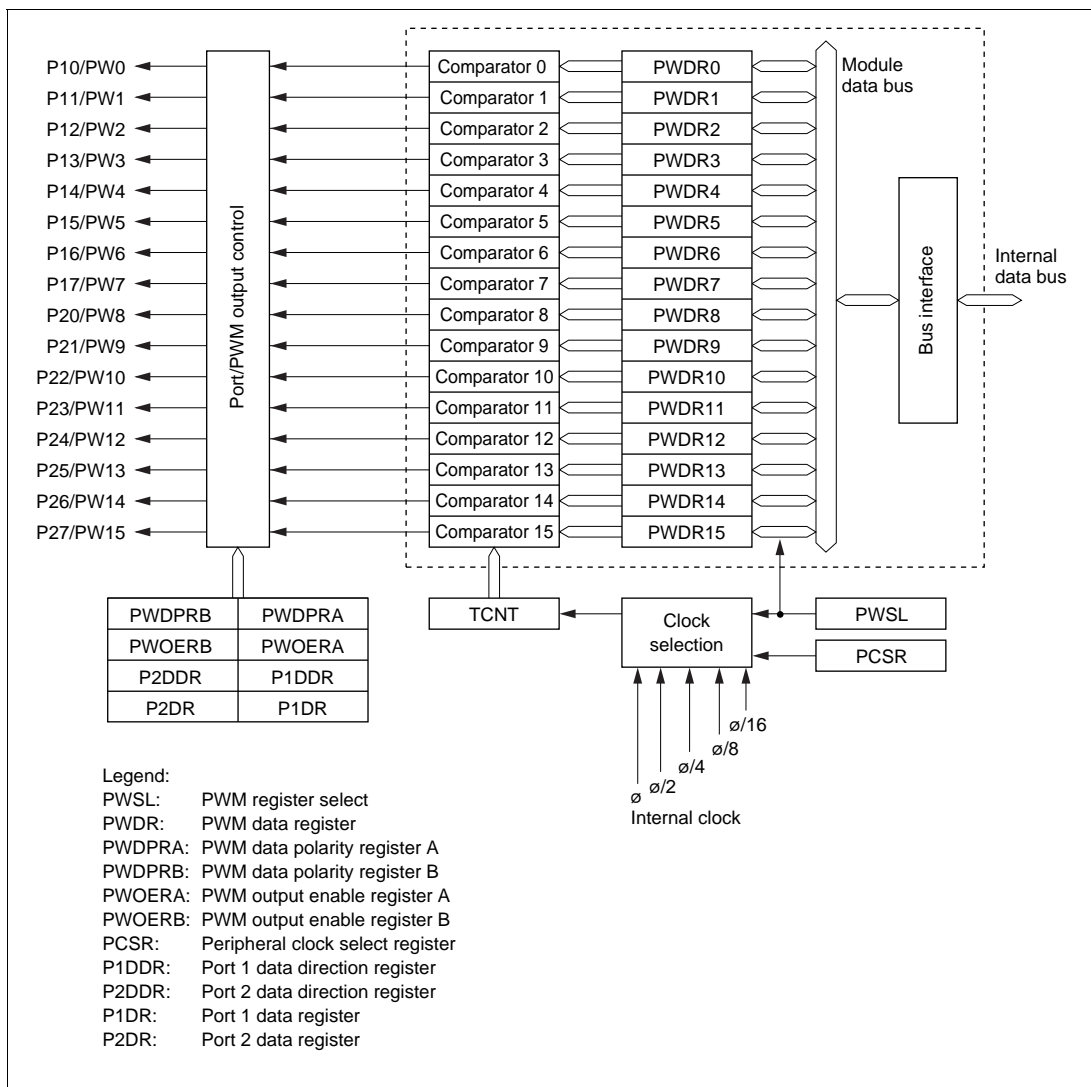 P10/PW0
P11/PW1
P12/PW2
P13/PW3
P14/PW4
P15/PW5
P16/PW6
P17/PW7
P20/PW8
P21/PW9
P22/PW10
P23/PW11
P24/PW12
P25/PW13
P26/PW14
P27/PW15
Port/PWM output control
Comparator 0
Comparator 1
Comparator 2
Comparator 3
Comparator 4
Comparator 5
Comparator 6
Comparator 7
Comparator 8
Comparator 9
Comparator 10
Comparator 11
Comparator 12
Comparator 13
Comparator 14
Comparator 15
PWDR0
PWDR1
PWDR2
PWDR3
PWDR4
PWDR5
PWDR6
PWDR7
PWDR8
PWDR9
PWDR10
PWDR11
PWDR12
PWDR13
PWDR14
PWDR15
Module
data bus
Bus interface
Internal
data bus
PWDPRB PWDPRA
PWOERB PWOERA
P2DDR P1DDR
P2DR P1DR
TCNT
Clock
selection
PWSL
PCSR
ø/16
ø/8
ø/4
ø/2
ø
Internal clock
Legend:
PWSL: PWM register select
PWDR: PWM data register
PWDPRA: PWM data polarity register A
PWDPRB: PWM data polarity register B
PWOERA: PWM output enable register A
PWOERB: PWM output enable register B
PCSR: Peripheral clock select register
P1DDR: Port 1 data direction register
P2DDR: Port 2 data direction register
P1DR: Port 1 data register
P2DR: Port 2 data register